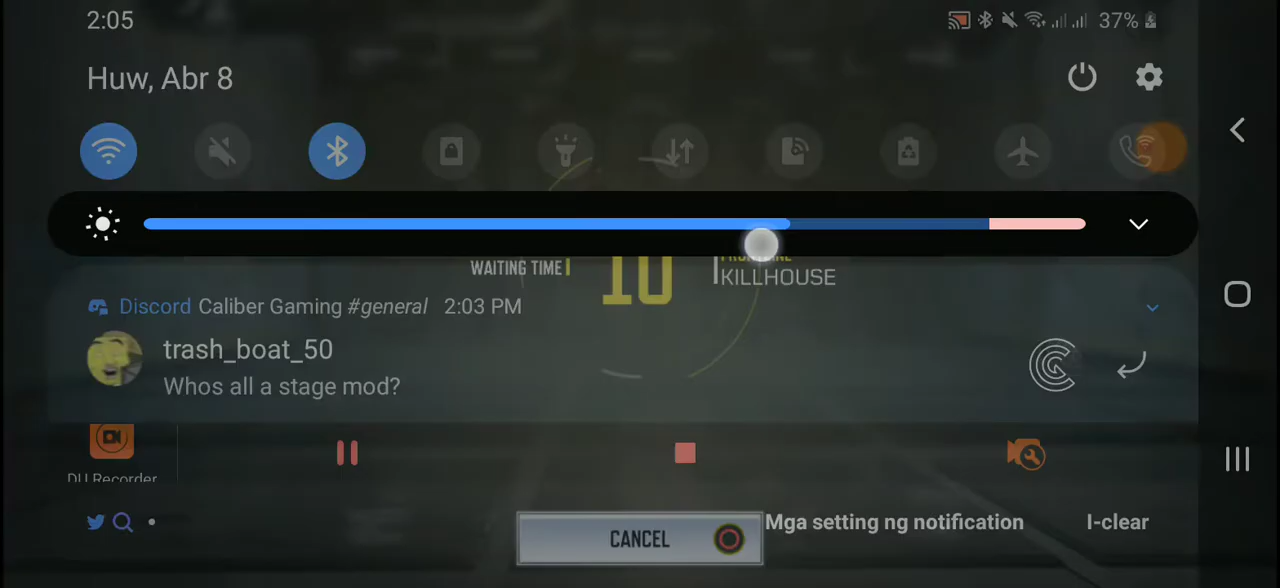 2:05
37%
Huw, Abr 8
WAITING TIME
10
KILLHOUSE
Discord Caliber Gaming #general 2:03 PM
trash_boat_50
Whos all a stage mod?
DU Recorder
Mga setting ng notification
I-clear
CANCEL